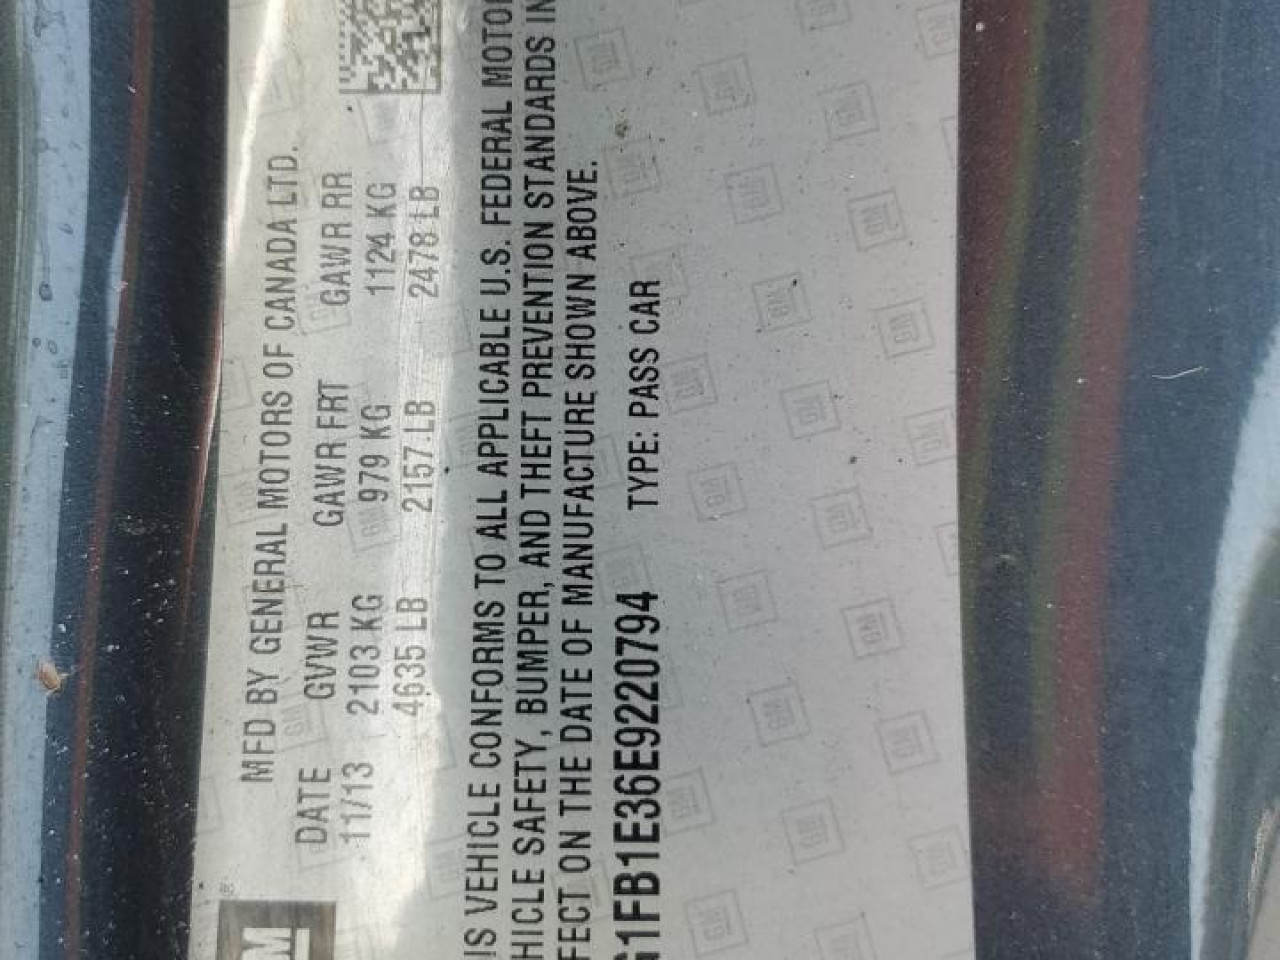 MFD BY GENERAL MOTORS OF CANADA LTD.
DATE GVWR GAWR FRT GAWR RR
11/13 2103 KG 979 KG 1124 KG
4635 LB 2157 LB 2478 LB
IS VEHICLE CONFORMS TO ALL APPLICABLE U.S. FEDERAL MOTO
HICLE SAFETY, BUMPER, AND THEFT PREVENTION STANDARDS IN
FECT ON THE DATE OF MANUFACTURE SHOWN ABOVE.
G1FB1E36E9220794 TYPE: PASS CAR